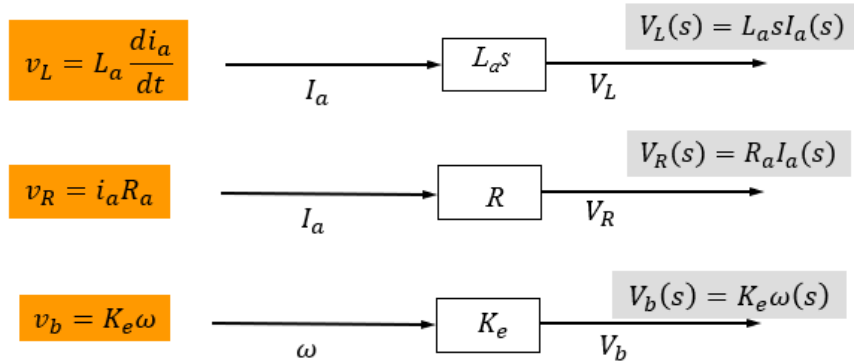 V_L(s) = L_a s I_a(s)
v_L = L_a di_a/dt
L_a s
I_a
V_L
V_R(s) = R_a I_a(s)
v_R = i_a R_a
R
I_a
V_R
V_b(s) = K_e ω(s)
v_b = K_e ω
K_e
ω
V_b